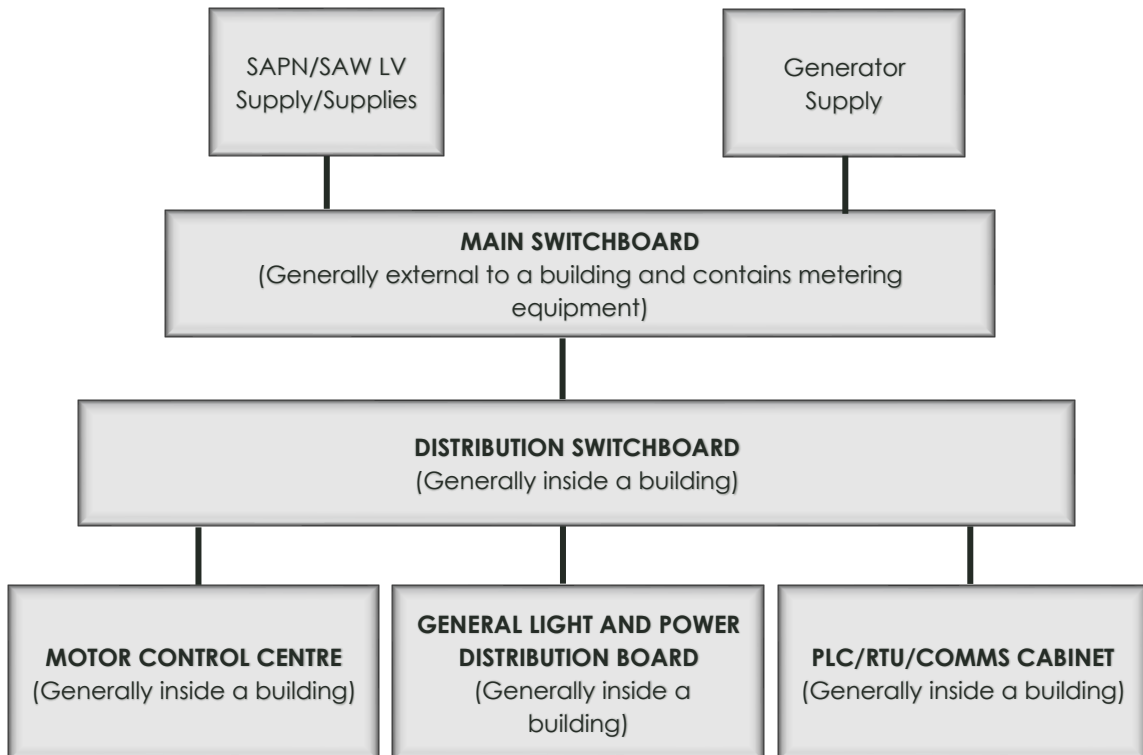 SAPN/SAW LV
Supply/Supplies
Generator
Supply
MAIN SWITCHBOARD
(Generally external to a building and contains metering
equipment)
DISTRIBUTION SWITCHBOARD
(Generally inside a building)
MOTOR CONTROL CENTRE
(Generally inside a building)
GENERAL LIGHT AND POWER
DISTRIBUTION BOARD
(Generally inside a
building)
PLC/RTU/COMMS CABINET
(Generally inside a building)